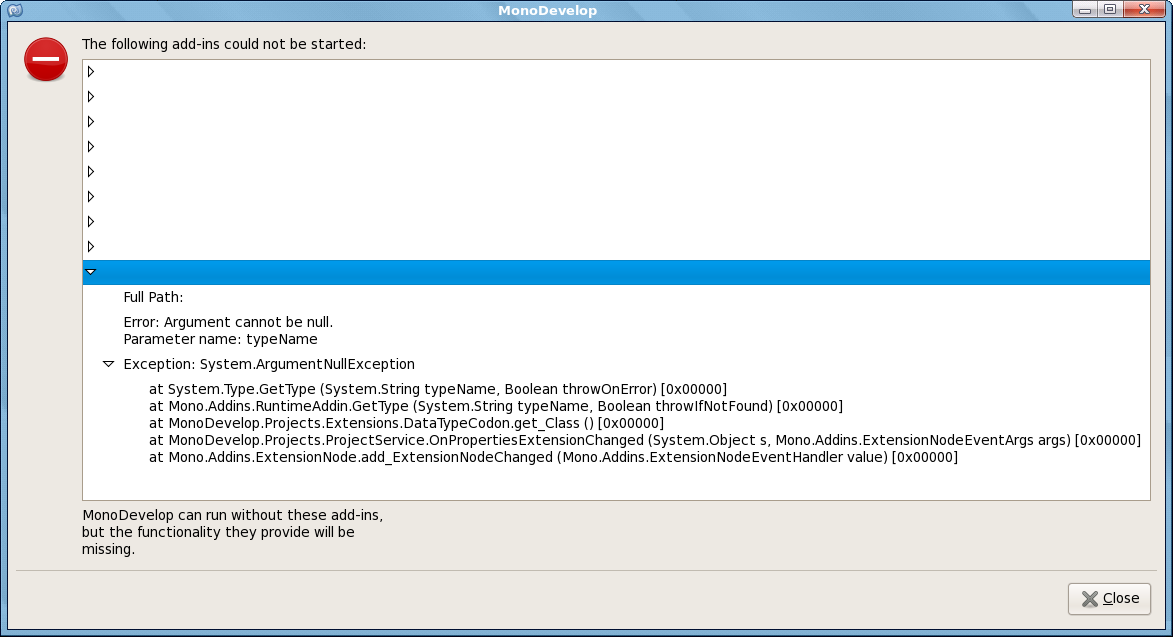 MonoDevelop
The following add-ins could not be started:
Full Path:
Error: Argument cannot be null.
Parameter name: typeName
Exception: System.ArgumentNullException
at System.Type.GetType (System.String typeName, Boolean throwOnError) [0x00000]
at Mono.Addins.RuntimeAddin.GetType (System.String typeName, Boolean throwIfNotFound) [0x00000]
at MonoDevelop.Projects.Extensions.DataTypeCodon.get_Class () [0x00000]
at MonoDevelop.Projects.ProjectService.OnPropertiesExtensionChanged (System.Object s, Mono.Addins.ExtensionNodeEventArgs args) [0x00000]
at Mono.Addins.ExtensionNode.add_ExtensionNodeChanged (Mono.Addins.ExtensionNodeEventHandler value) [0x00000]
MonoDevelop can run without these add-ins,
but the functionality they provide will be
missing.
Close